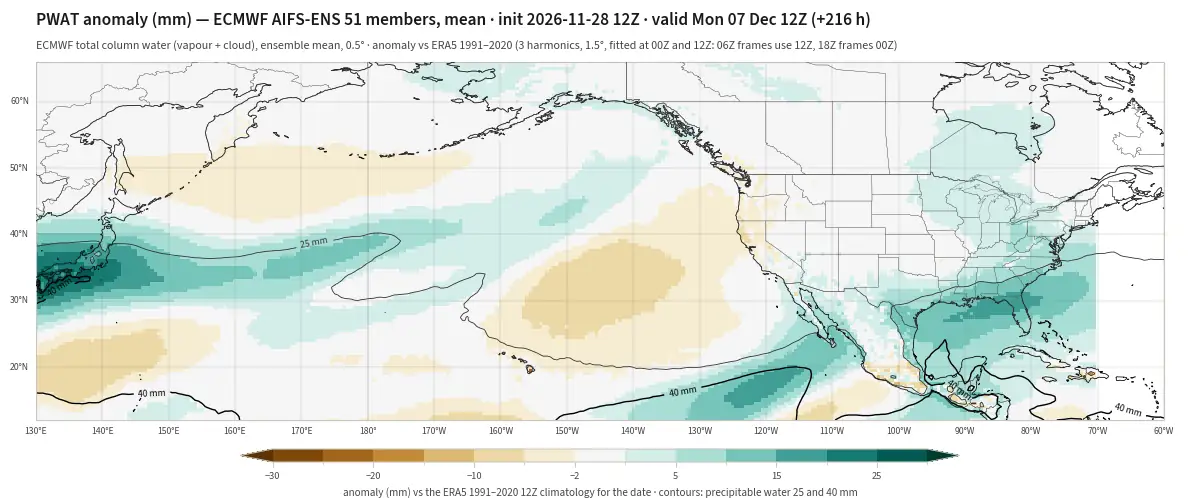 PWAT anomaly (mm) — ECMWF AIFS-ENS 51 members, mean · init 2026-11-28 12Z · valid Mon 07 Dec 12Z (+216 h)
ECMWF total column water (vapour + cloud), ensemble mean, 0.5° · anomaly vs ERA5 1991–2020 (3 harmonics, 1.5°, fitted at 00Z and 12Z: 06Z frames use 12Z, 18Z frames 00Z)
60°N
50°N
40°N
30°N
20°N
25 mm
40 mm
40 mm
40 mm
130°E 140°E 150°E 160°E 170°E 180° 170°W 160°W 150°W 140°W 130°W 120°W 110°W 100°W 90°W 80°W 70°W 60°W
−30 −20 −10 −2 5 15 25
anomaly (mm) vs the ERA5 1991–2020 12Z climatology for the date · contours: precipitable water 25 and 40 mm